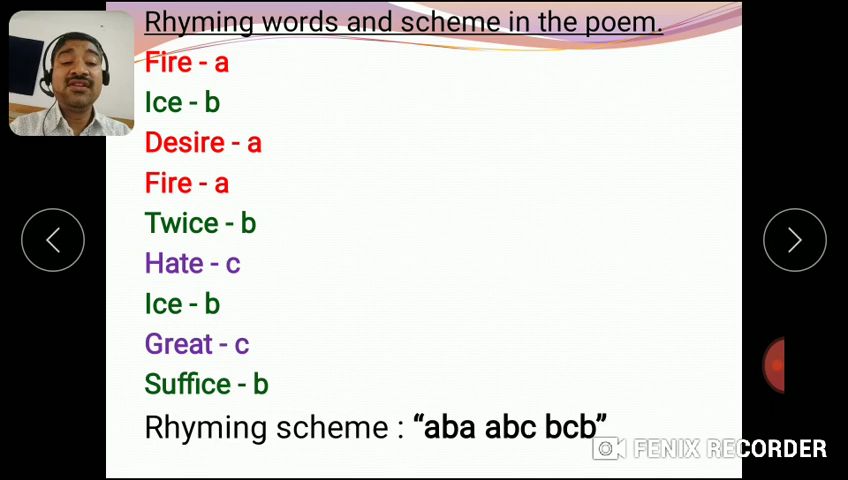 Rhyming words and scheme in the poem.
Fire - a
Ice - b
Desire - a
Fire - a
Twice - b
Hate - c
Ice - b
Great - c
Suffice - b
Rhyming scheme : “aba abc bcb”
FENIX RECORDER